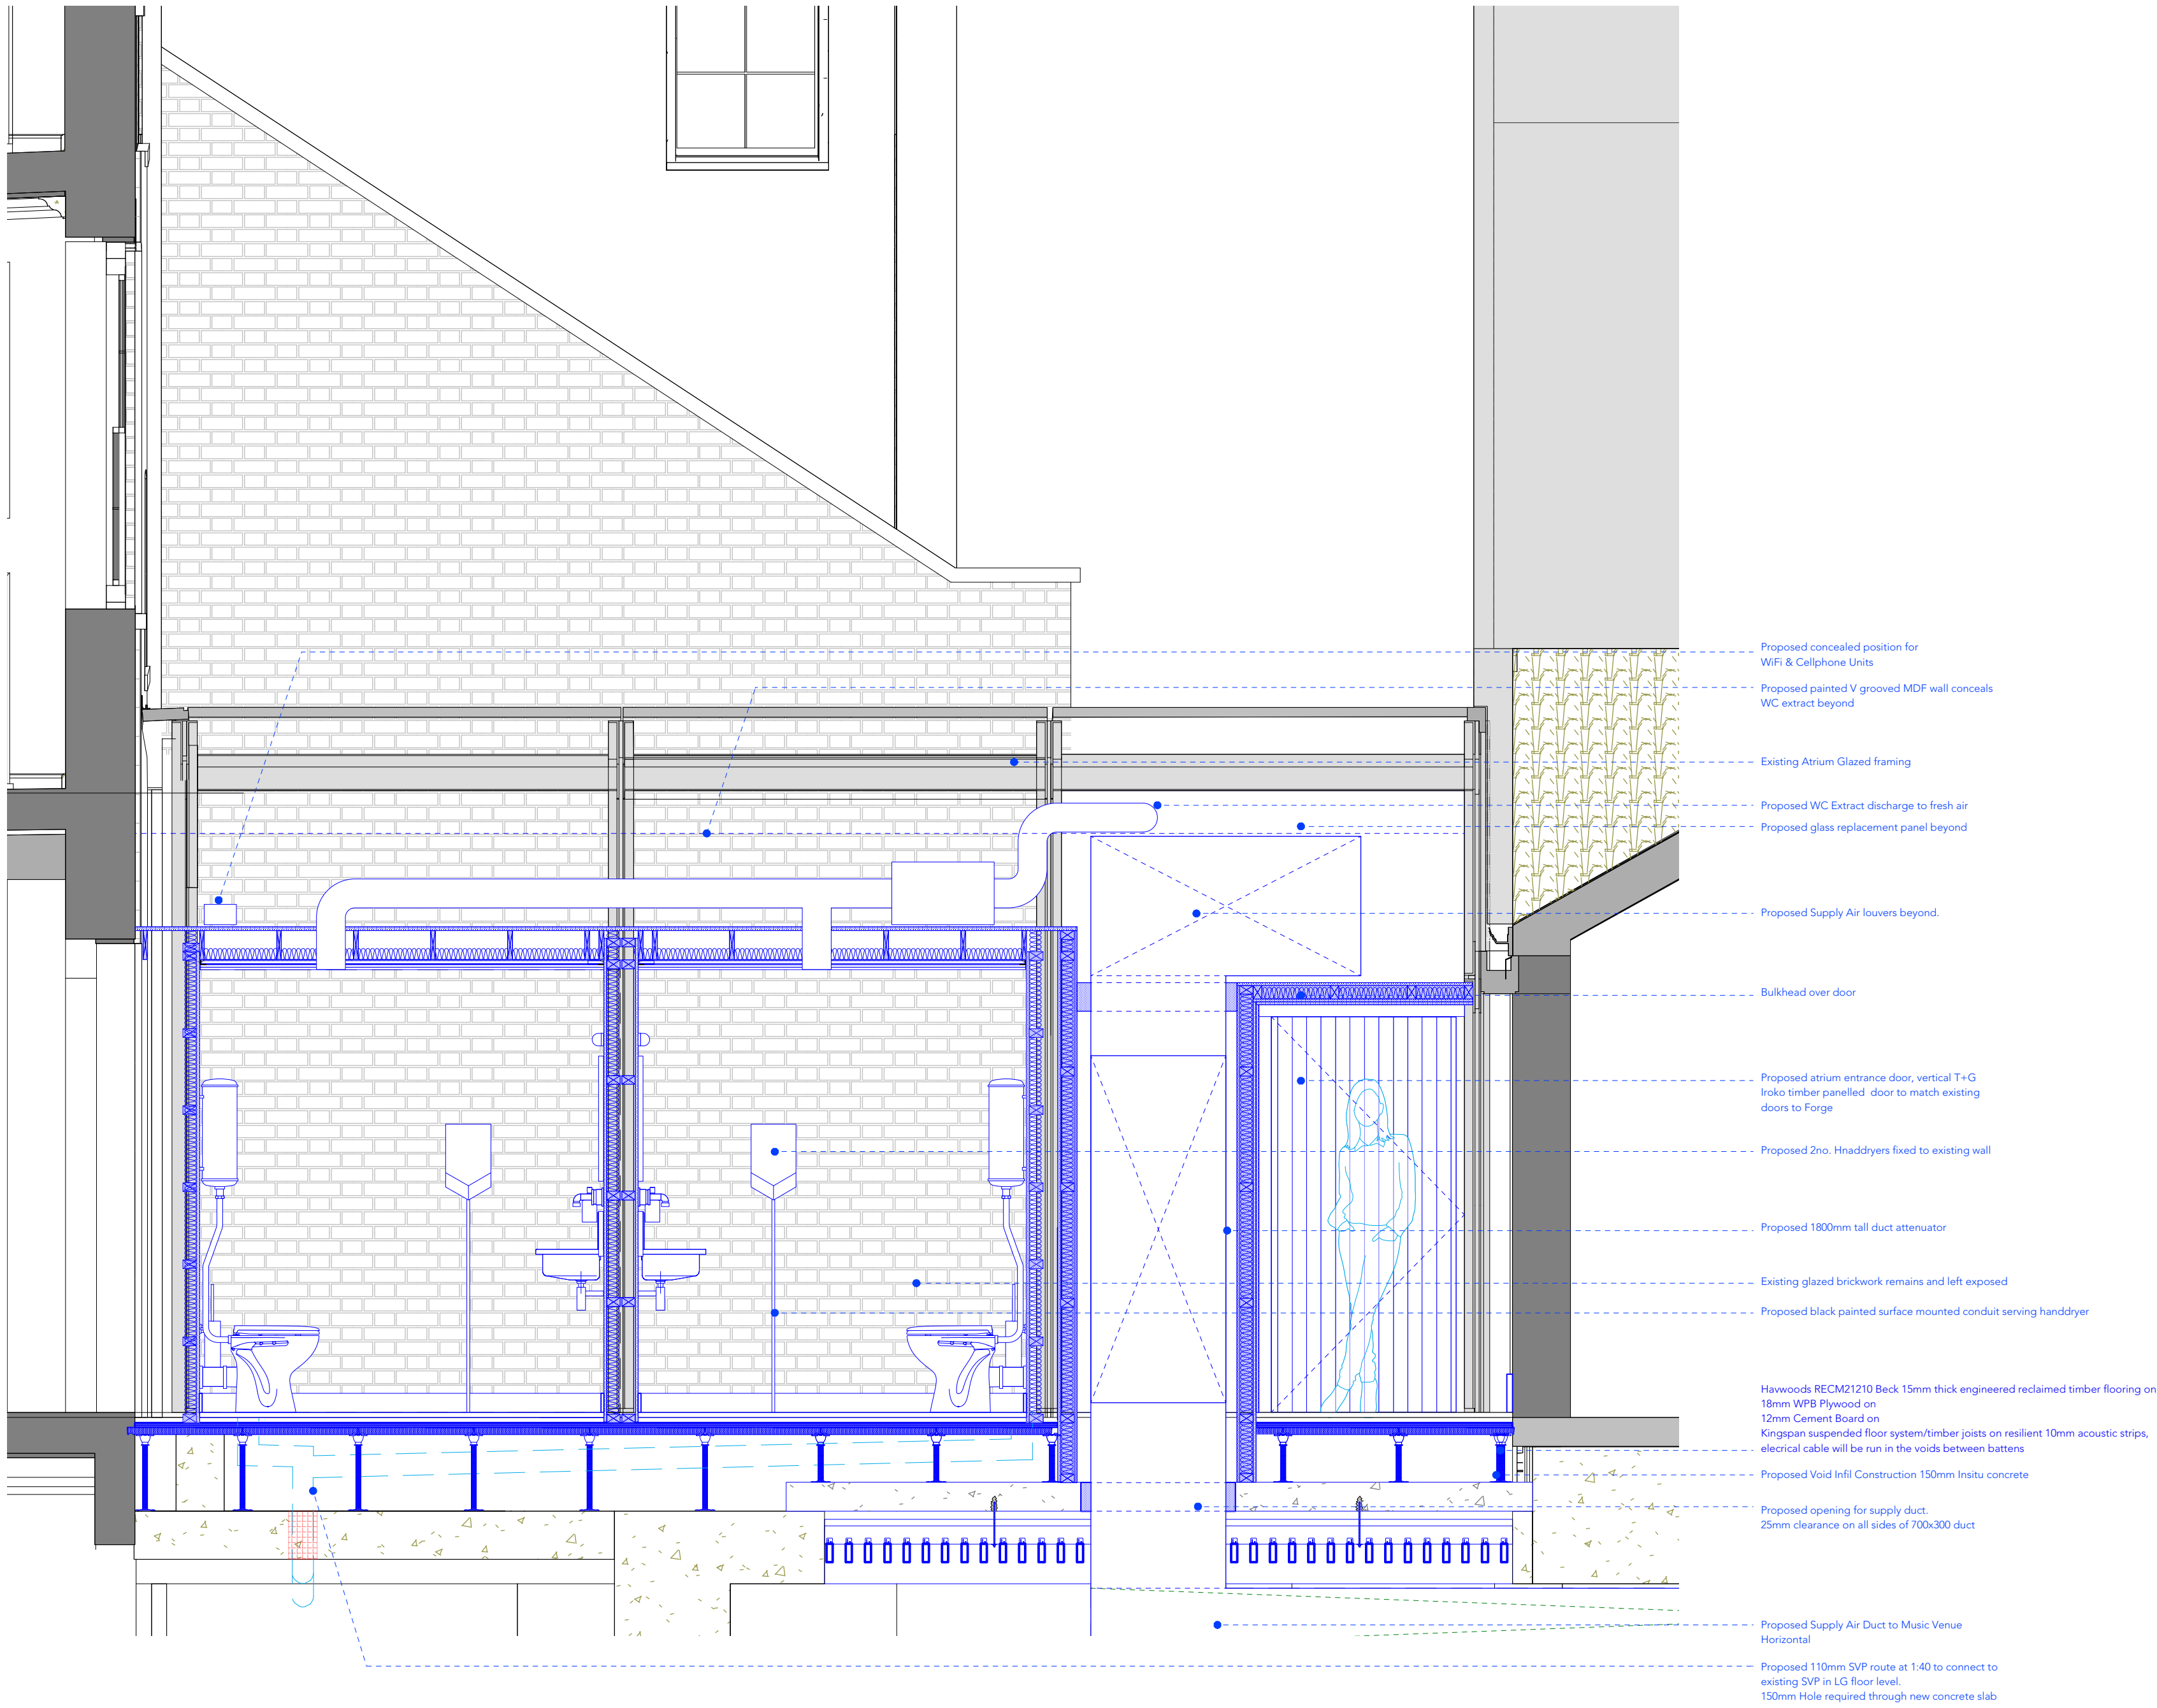 Proposed concealed position for
WiFi & Cellphone Units
Proposed painted V grooved MDF wall conceals
WC extract beyond
Existing Atrium Glazed framing
Proposed WC Extract discharge to fresh air
Proposed glass replacement panel beyond
Proposed Supply Air louvers beyond.
Bulkhead over door
Proposed atrium entrance door, vertical T+G
Iroko timber panelled door to match existing
doors to Forge
Proposed 2no. Hnaddryers fixed to existing wall
Proposed 1800mm tall duct attenuator
Existing glazed brickwork remains and left exposed
Proposed black painted surface mounted conduit serving handdryer
Havwoods RECM21210 Beck 15mm thick engineered reclaimed timber flooring on
18mm WPB Plywood on
12mm Cement Board on
Kingspan suspended floor system/timber joists on resilient 10mm acoustic strips,
elecrical cable will be run in the voids between battens
Proposed Void Infil Construction 150mm Insitu concrete
Proposed opening for supply duct.
25mm clearance on all sides of 700x300 duct
Proposed Supply Air Duct to Music Venue
Horizontal
Proposed 110mm SVP route at 1:40 to connect to
existing SVP in LG floor level.
150mm Hole required through new concrete slab